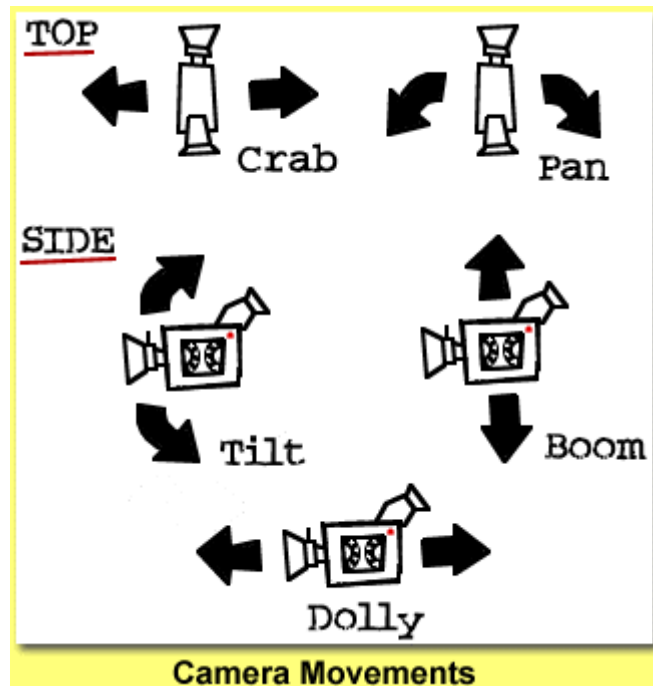 TOP
Crab
Pan
SIDE
Tilt
Boom
Dolly
Camera Movements